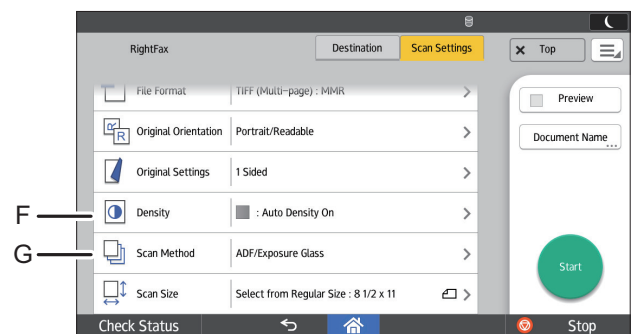 RightFax
Destination
Scan Settings
Top
File Format
TIFF (Multi-page) : MMR
Preview
R
R
Original Orientation
Portrait/Readable
Document Name...
Original Settings
1 Sided
F
Density
: Auto Density On
G
Scan Method
ADF/Exposure Glass
Start
Scan Size
Select from Regular Size : 8 1/2 x 11
Check Status
Stop